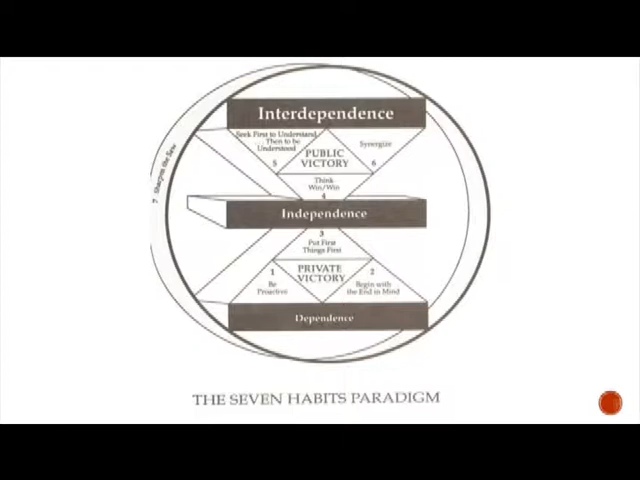 Interdependence
Seek First to Understand
... Then to be
Understood
5
PUBLIC
VICTORY
Synergize
6
Think
Win/Win
4
7 Sharpen the Saw
Independence
3
Put First
Things First
1
Be
Proactive
PRIVATE
VICTORY
2
Begin with
the End in Mind
Dependence
THE SEVEN HABITS PARADIGM